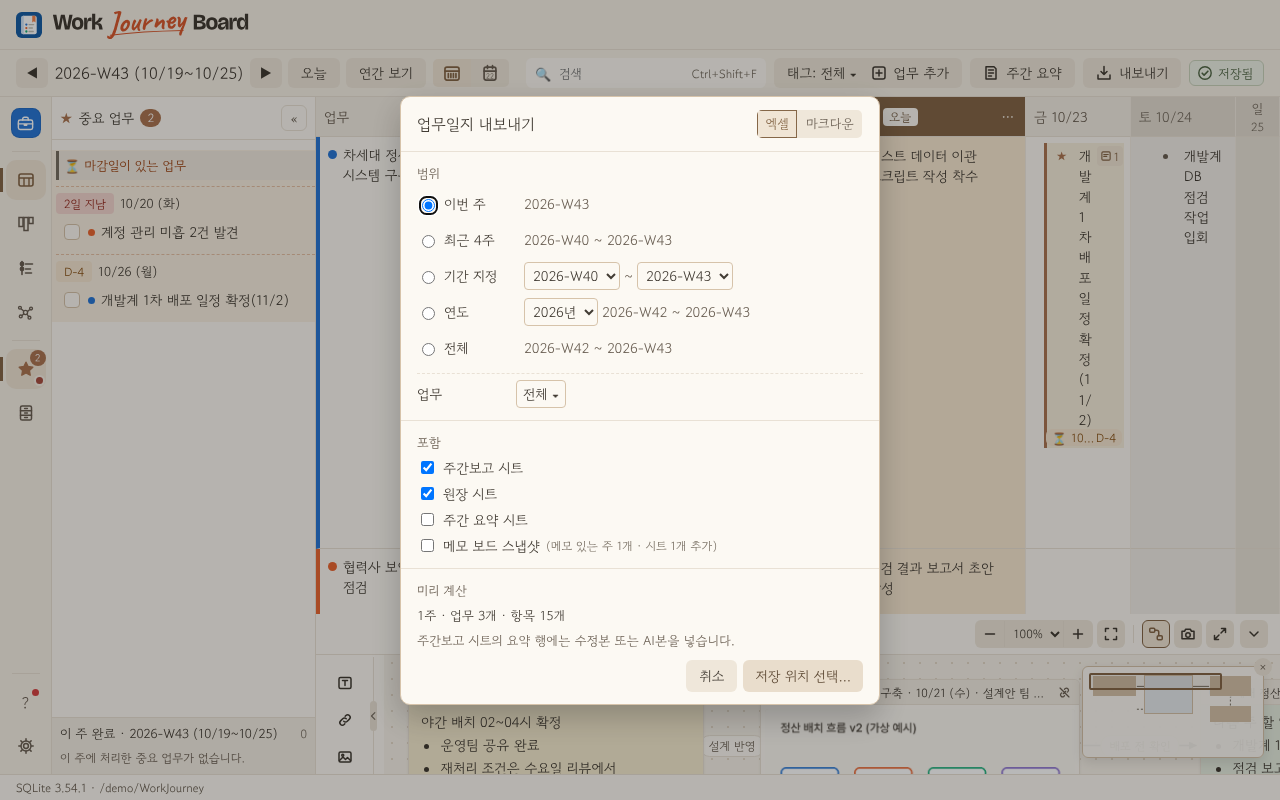 Work Journey Board
◀ 2026-W43 (10/19~10/25) ▶ 오늘 연간 보기 검색 Ctrl+Shift+F 태그: 전체 업무 추가 주간 요약 내보내기 저장됨
★ 중요 업무 2 «
⏳ 마감일이 있는 업무
2일 지남 10/20 (화)
계정 관리 미흡 2건 발견
D-4 10/26 (월)
개발계 1차 배포 일정 확정(11/2)
2
이 주 완료 · 2026-W43 (10/19~10/25) 0
이 주에 처리한 중요 업무가 없습니다.
업무
차세대
시스템
협력사
점검
오늘 ···
스트 데이터 이관
크립트 작성 착수
검 결과 보고서 초안
성
금 10/23
★ 개발계 1차 배포 일정 확정(11/2)
1
⏳ 10... D-4
토 10/24
개발계
DB
점검
작업
입회
일
25
업무일지 내보내기 엑셀 마크다운
범위
이번 주 2026-W43
최근 4주 2026-W40 ~ 2026-W43
기간 지정 2026-W40 ~ 2026-W43
연도 2026년 2026-W42 ~ 2026-W43
전체 2026-W42 ~ 2026-W43
업무 전체
포함
주간보고 시트
원장 시트
주간 요약 시트
메모 보드 스냅샷 (메모 있는 주 1개 · 시트 1개 추가)
미리 계산
1주 · 업무 3개 · 항목 15개
주간보고 시트의 요약 행에는 수정본 또는 AI본을 넣습니다.
취소 저장 위치 선택...
100%
구축 · 10/21 (수) · 설계안 팀 ...
야간 배치 02~04시 확정
운영팀 공유 완료
재처리 조건은 수요일 리뷰에서
설계 반영
정산 배치 흐름 v2 (가상 예시)
점검 보고
SQLite 3.54.1 · /demo/WorkJourney